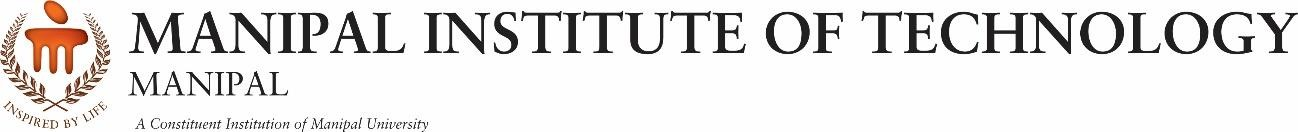 MANIPAL INSTITUTE OF TECHNOLOGY
MANIPAL
INSPIRED BY LIFE
A Constituent Institution of Manipal University